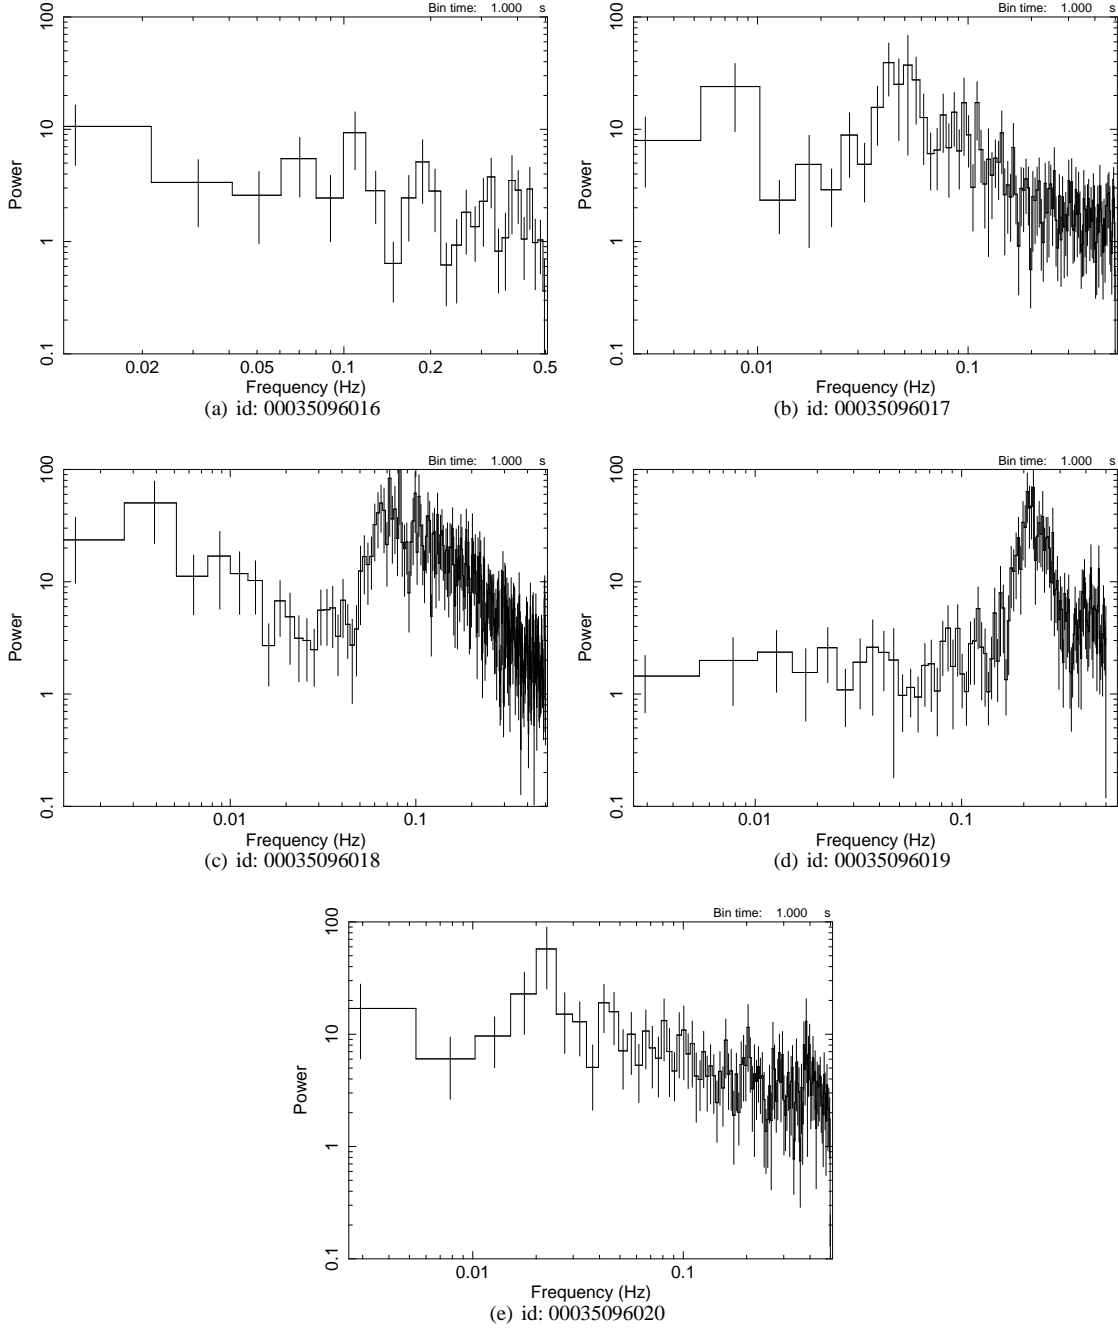 Bin time: 1.000 s
100
10
1
0.1
Power
0.02 0.05 0.1 0.2 0.5
Frequency (Hz)
(a) id: 00035096016
Bin time: 1.000 s
100
10
1
0.1
Power
0.01 0.1
Frequency (Hz)
(b) id: 00035096017
Bin time: 1.000 s
100
10
1
0.1
Power
0.01 0.1
Frequency (Hz)
(c) id: 00035096018
Bin time: 1.000 s
100
10
1
0.1
Power
0.01 0.1
Frequency (Hz)
(d) id: 00035096019
Bin time: 1.000 s
100
10
1
0.1
Power
0.01 0.1
Frequency (Hz)
(e) id: 00035096020